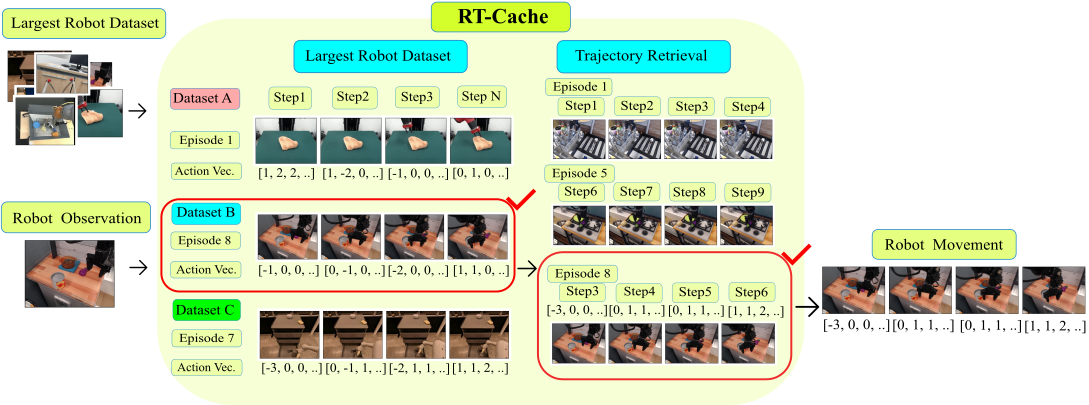 RT-Cache
Largest Robot Dataset
Largest Robot Dataset
Trajectory Retrieval
Dataset A
Step1 Step2 Step3 Step N
Episode 1
Action Vec.
[1, 2, 2, ..] [1, -2, 0, ..] [-1, 0, 0, ..] [0, 1, 0, ..]
Robot Observation
Dataset B
Episode 8
Action Vec.
[-1, 0, 0, ..] [0, -1, 0, ..] [-2, 0, 0, ..] [1, 1, 0, ..]
Dataset C
Episode 7
Action Vec.
[-3, 0, 0, ..] [0, -1, 1, ..] [-2, 1, 1, ..] [1, 1, 2, ..]
Episode 1
Step1 Step2 Step3 Step4
Episode 5
Step6 Step7 Step8 Step9
Episode 8
Step3 Step4 Step5 Step6
[-3, 0, 0, ..] [0, 1, 1, ..] [0, 1, 1, ..] [1, 1, 2, ..]
Robot Movement
[-3, 0, 0, ..] [0, 1, 1, ..] [0, 1, 1, ..] [1, 1, 2, ..]